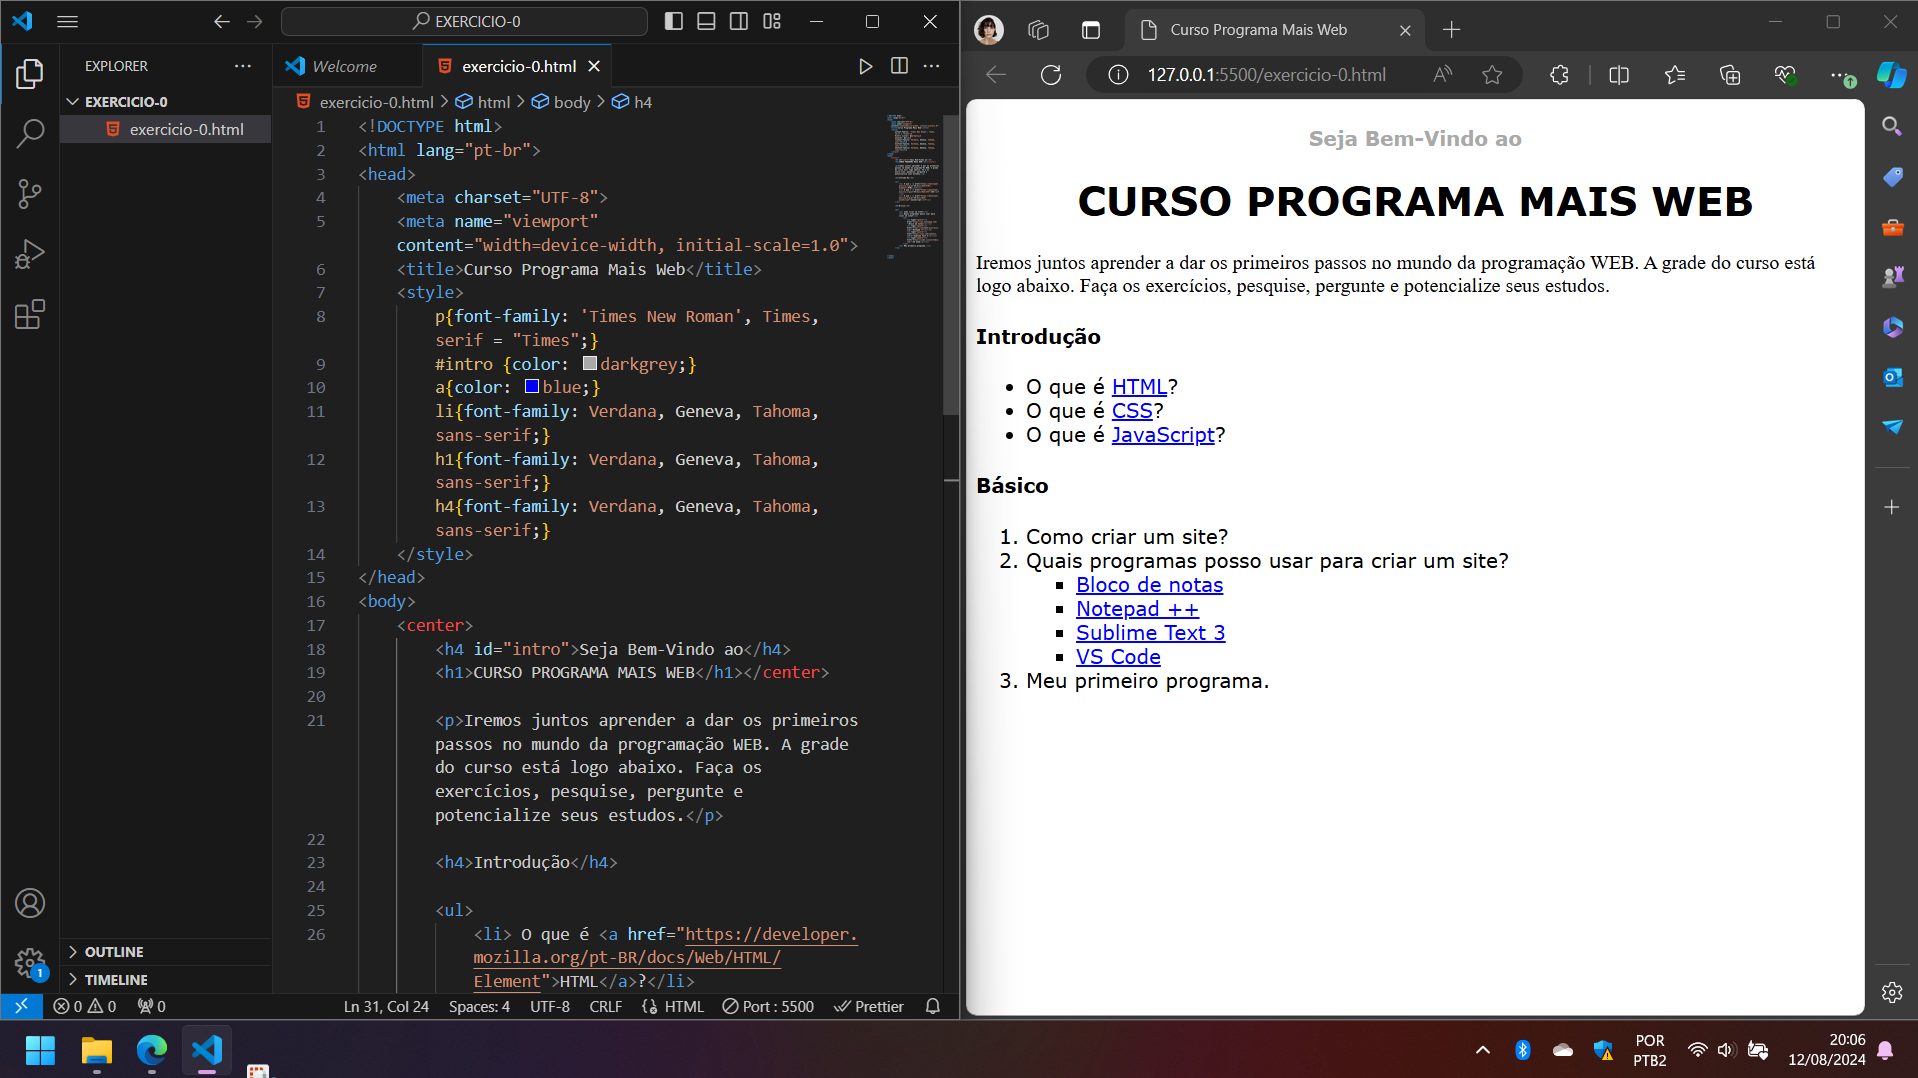 EXERCICIO-0
EXPLORER
EXERCICIO-0
exercicio-0.html
OUTLINE
TIMELINE
Welcome
exercicio-0.html
exercicio-0.html > html > body > h4
1 <!DOCTYPE html>
2 <html lang="pt-br">
3 <head>
4 <meta charset="UTF-8">
5 <meta name="viewport"
content="width=device-width, initial-scale=1.0">
6 <title>Curso Programa Mais Web</title>
7 <style>
8 p{font-family: 'Times New Roman', Times,
serif = "Times";}
9 #intro {color: darkgrey;}
10 a{color: blue;}
11 li{font-family: Verdana, Geneva, Tahoma,
sans-serif;}
12 h1{font-family: Verdana, Geneva, Tahoma,
sans-serif;}
13 h4{font-family: Verdana, Geneva, Tahoma,
sans-serif;}
14 </style>
15 </head>
16 <body>
17 <center>
18 <h4 id="intro">Seja Bem-Vindo ao</h4>
19 <h1>CURSO PROGRAMA MAIS WEB</h1></center>
20
21 <p>Iremos juntos aprender a dar os primeiros
passos no mundo da programação WEB. A grade
do curso está logo abaixo. Faça os
exercícios, pesquise, pergunte e
potencialize seus estudos.</p>
22
23 <h4>Introdução</h4>
24
25 <ul>
26 <li> O que é <a href="https://developer.
mozilla.org/pt-BR/docs/Web/HTML/
Element">HTML</a>?</li>
1
0 0 0 Ln 31, Col 24 Spaces: 4 UTF-8 CRLF HTML Port : 5500 Prettier
Curso Programa Mais Web
127.0.0.1:5500/exercicio-0.html
Seja Bem-Vindo ao
CURSO PROGRAMA MAIS WEB
Iremos juntos aprender a dar os primeiros passos no mundo da programação WEB. A grade do curso está
logo abaixo. Faça os exercícios, pesquise, pergunte e potencialize seus estudos.
Introdução
• O que é HTML?
• O que é CSS?
• O que é JavaScript?
Básico
1. Como criar um site?
2. Quais programas posso usar para criar um site?
▪ Bloco de notas
▪ Notepad ++
▪ Sublime Text 3
▪ VS Code
3. Meu primeiro programa.
POR
PTB2
20:06
12/08/2024